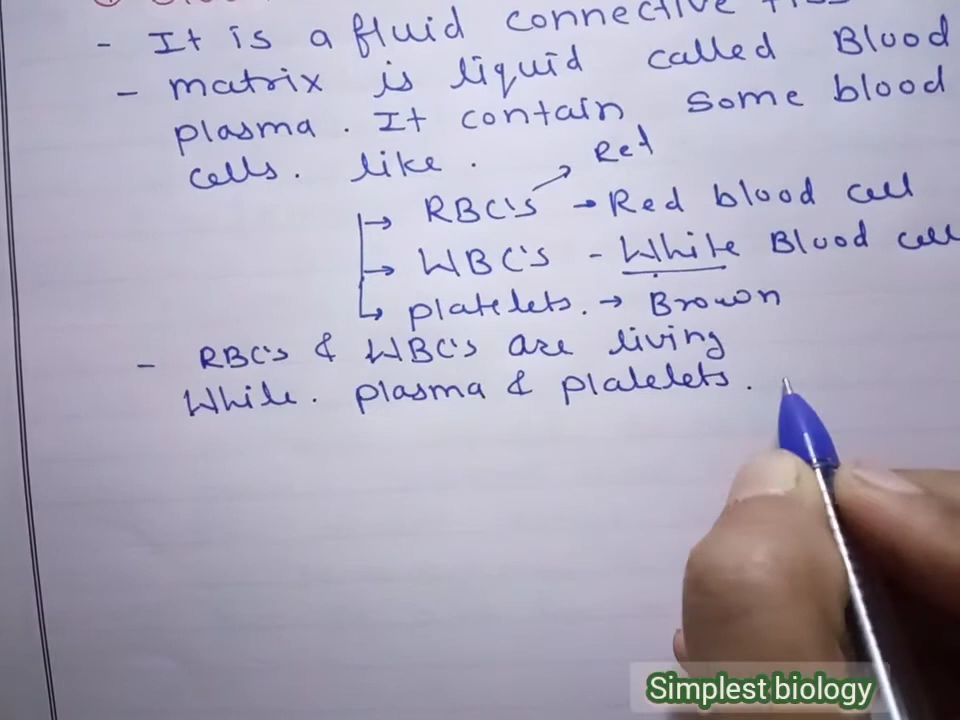 - It is a fluid connective
- matrix is liquid called Blood
plasma. It contain some blood
cells. like.
Red
→ RBC's → Red blood cell
→ WBC's - White Blood cell
→ platelets. → Brown
- RBC's & WBC's are living
While. plasma & platelets.
Simplest biology